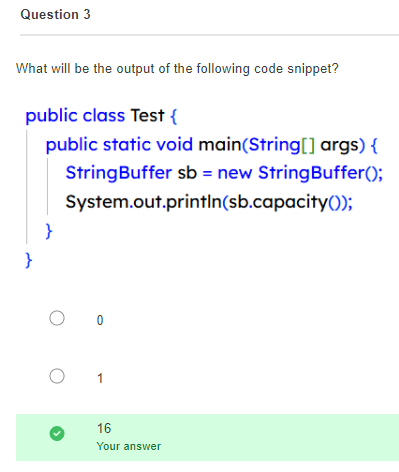 Question 3
What will be the output of the following code snippet?
public class Test {
public static void main(String[] args) {
StringBuffer sb = new StringBuffer();
System.out.println(sb.capacity());
}
}
0
1
16
Your answer